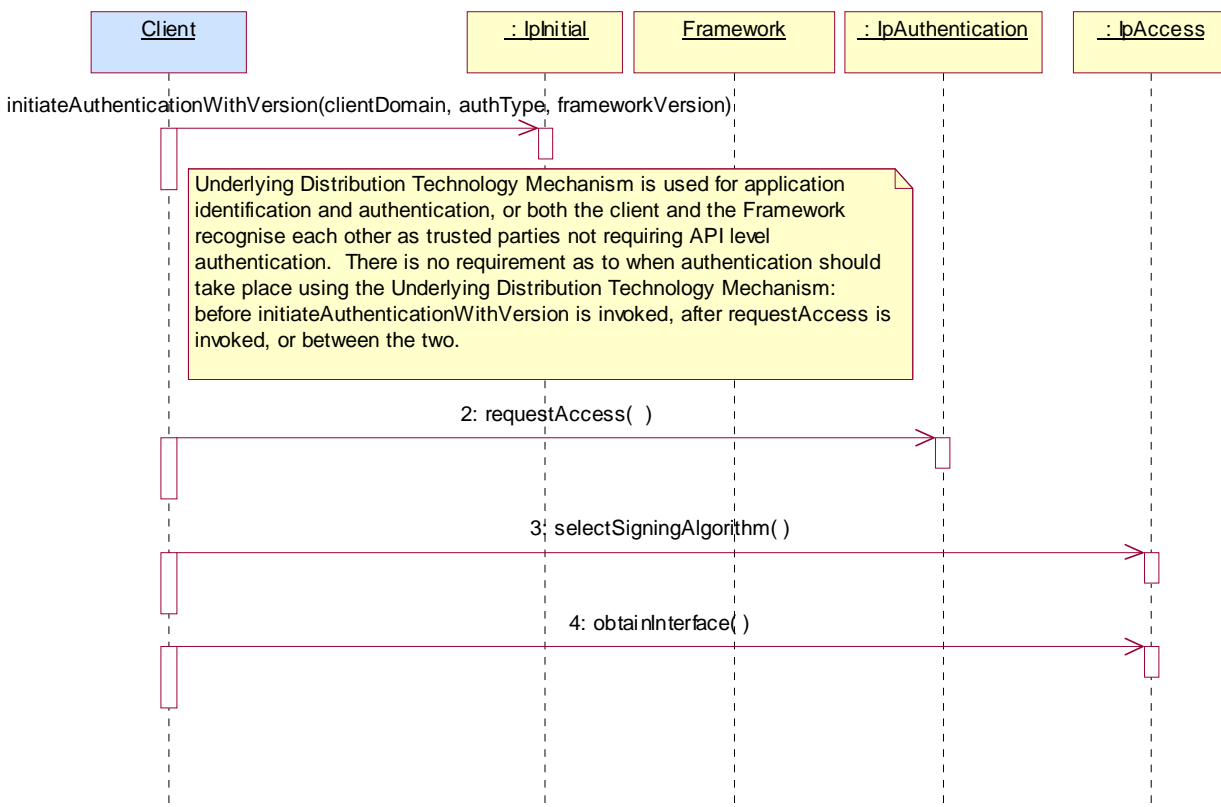 Client
: IpInitial
Framework
: IpAuthentication
: IpAccess
initiateAuthenticationWithVersion(clientDomain, authType, frameworkVersion)
Underlying Distribution Technology Mechanism is used for application
identification and authentication, or both the client and the Framework
recognise each other as trusted parties not requiring API level
authentication.  There is no requirement as to when authentication should
take place using the Underlying Distribution Technology Mechanism:
before initiateAuthenticationWithVersion is invoked, after requestAccess is
invoked, or between the two.
2: requestAccess(  )
3: selectSigningAlgorithm( )
4: obtainInterface( )